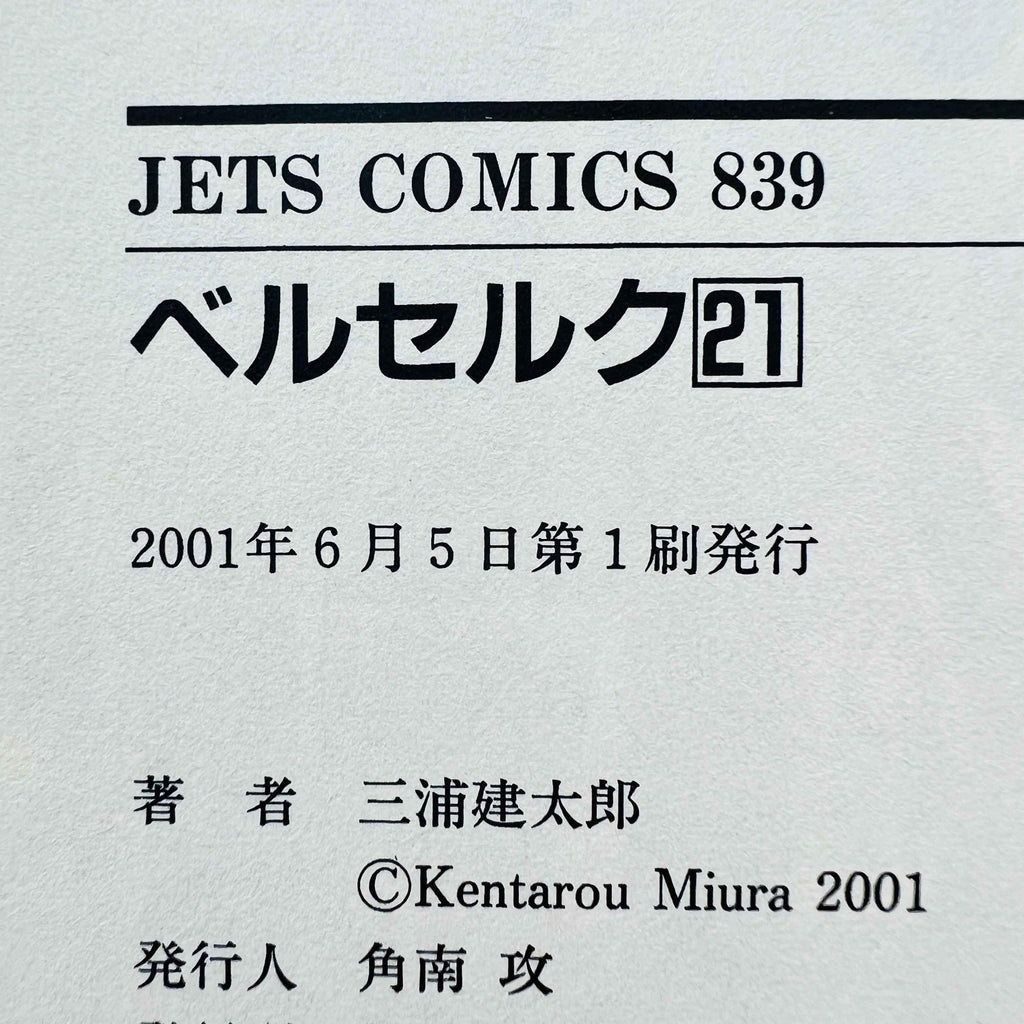 JETS COMICS 839
ベルセルク21
2001年6月5日第1刷発行
著　者　三浦建太郎
©Kentarou Miura 2001
発行人　角南 攻